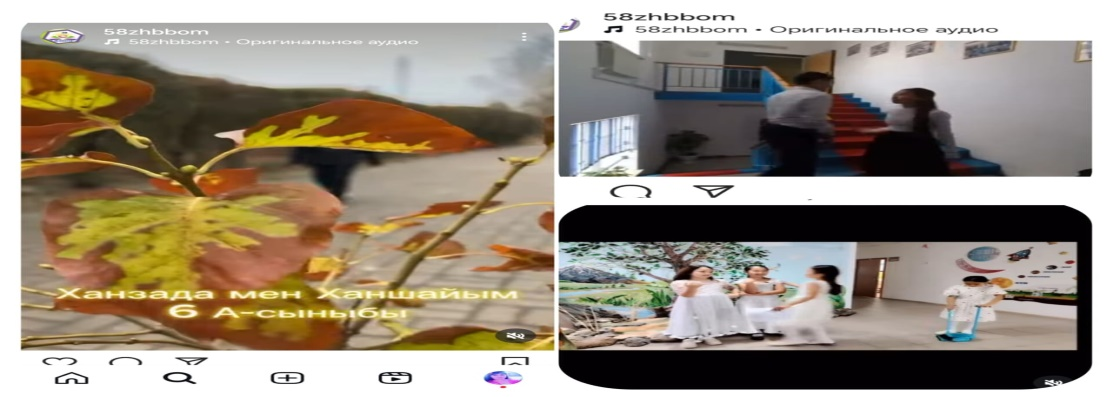 58zhbbom
58zhbbom • Оригинальное аудио
Ханзада мен Ханшайым
6 А-сыныбы
58zhbbom
58zhbbom • Оригинальное аудио